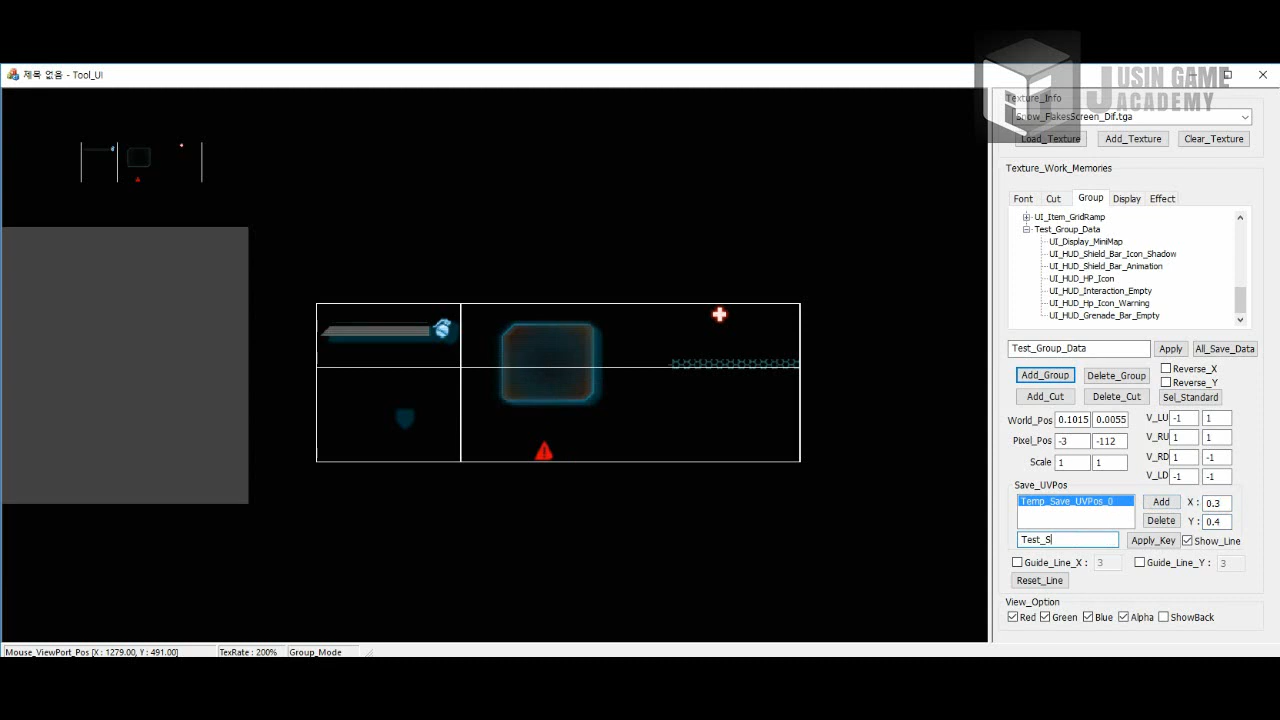 JUSIN GAME ACADEMY
제목 없음 - Tool_UI
Texture_Info
Snow_FlakesScreen_Dif.tga
Load_Texture Add_Texture Clear_Texture
Texture_Work_Memories
Font Cut Group Display Effect
UI_Item_GridRamp
Test_Group_Data
UI_Display_MiniMap
UI_HUD_Shield_Bar_Icon_Shadow
UI_HUD_Shield_Bar_Animation
UI_HUD_HP_Icon
UI_HUD_Interaction_Empty
UI_HUD_Hp_Icon_Warning
UI_HUD_Grenade_Bar_Empty
Test_Group_Data Apply All_Save_Data
Add_Group Delete_Group Reverse_X
Reverse_Y
Add_Cut Delete_Cut Sel_Standard
World_Pos 0.1015 0.0055 V_LU -1 1
Pixel_Pos -3 -112 V_RU 1 1
Scale 1 1 V_RD 1 -1
V_LD -1 -1
Save_UVPos
Temp_Save_UVPos_0 Add X : 0.3
Delete Y : 0.4
Test_S Apply_Key Show_Line
Guide_Line_X : 3 Guide_Line_Y : 3
Reset_Line
View_Option
Red Green Blue Alpha ShowBack
Mouse_ViewPort_Pos [X : 1279.00, Y : 491.00] TexRate : 200% Group_Mode